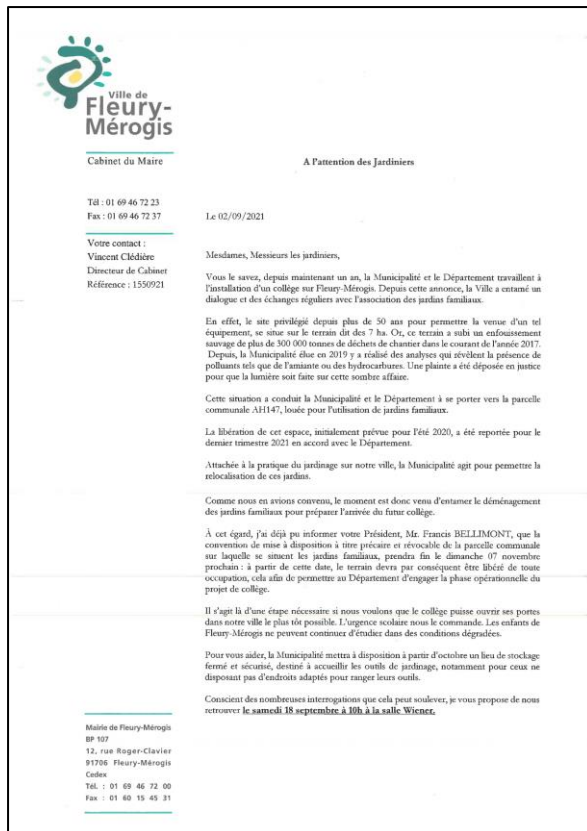 Ville de
Fleury-
Mérogis
Cabinet du Maire
A l'attention des Jardiniers
Tél : 01 69 46 72 23
Fax : 01 69 46 72 37
Le 02/09/2021
Votre contact :
Vincent Clédière
Directeur de Cabinet
Référence : 1550921
Mesdames, Messieurs les jardiniers,
Vous le savez, depuis maintenant un an, la Municipalité et le Département travaillent à
l'installation d'un collège sur Fleury-Mérogis. Depuis cette annonce, la Ville a entamé un
dialogue et des échanges réguliers avec l'association des jardins familiaux.
En effet, le site privilégié depuis plus de 50 ans pour permettre la venue d'un tel
équipement, se situe sur le terrain dit des 7 ha. Or, ce terrain a subi un enfouissement
sauvage de plus de 300 000 tonnes de déchets de chantier dans le courant de l'année 2017.
Depuis, la Municipalité élue en 2019 y a réalisé des analyses qui révèlent la présence de
polluants tels que de l'amiante ou des hydrocarbures. Une plainte a été déposée en justice
pour que la lumière soit faite sur cette sombre affaire.
Cette situation a conduit la Municipalité et le Département à se porter vers la parcelle
communale AH147, louée pour l'utilisation de jardins familiaux.
La libération de cet espace, initialement prévue pour l'été 2020, a été reportée pour le
dernier trimestre 2021 en accord avec le Département.
Attachée à la pratique du jardinage sur notre ville, la Municipalité agit pour permettre la
relocalisation de ces jardins.
Comme nous en avions convenu, le moment est donc venu d'entamer le déménagement
des jardins familiaux pour préparer l'arrivée du futur collège.
À cet égard, j'ai déjà pu informer votre Président, Mr. Francis BELLIMONT, que la
convention de mise à disposition à titre précaire et révocable de la parcelle communale
sur laquelle se situent les jardins familiaux, prendra fin le dimanche 07 novembre
prochain : à partir de cette date, le terrain devra par conséquent être libéré de toute
occupation, cela afin de permettre au Département d'engager la phase opérationnelle du
projet de collège.
Il s'agit là d'une étape nécessaire si nous voulons que le collège puisse ouvrir ses portes
dans notre ville le plus tôt possible. L'urgence scolaire nous le commande. Les enfants de
Fleury-Mérogis ne peuvent continuer d'étudier dans des conditions dégradées.
Pour vous aider, la Municipalité mettra à disposition à partir d'octobre un lieu de stockage
fermé et sécurisé, destiné à accueillir les outils de jardinage, notamment pour ceux ne
disposant pas d'endroits adaptés pour ranger leurs outils.
Conscient des nombreuses interrogations que cela peut soulever, je vous propose de nous
retrouver le samedi 18 septembre à 10h à la salle Wiener.
Mairie de Fleury-Mérogis
BP 107
12, rue Roger-Clavier
91706 Fleury-Mérogis
Cedex
Tél. : 01 69 46 72 00
Fax : 01 60 15 45 31